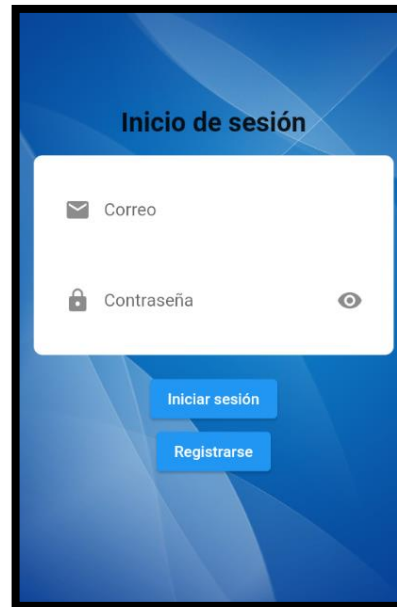 Inicio de sesión
Correo
Contraseña
Iniciar sesión
Registrarse